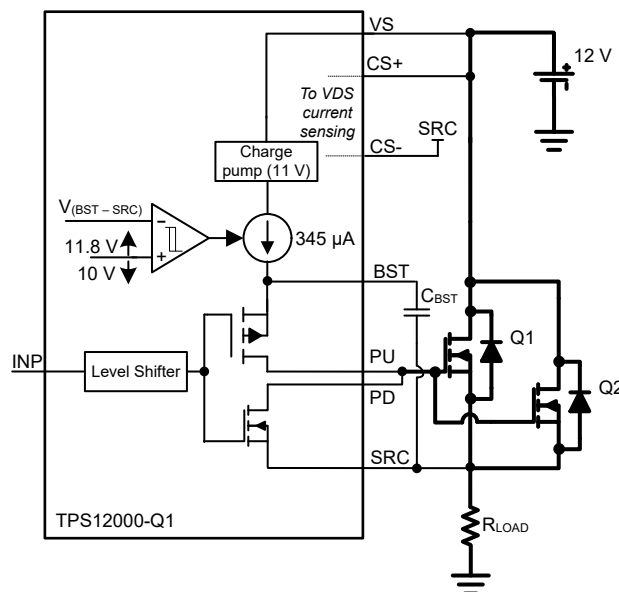 VS
12 V
CS+
To VDS
current
sensing
SRC
CS-
Charge
pump (11 V)
V(BST – SRC)
345 µA
11.8 V
10 V
BST
CBST
Q1
INP
Level Shifter
PU
Q2
PD
SRC
TPS12000-Q1
RLOAD